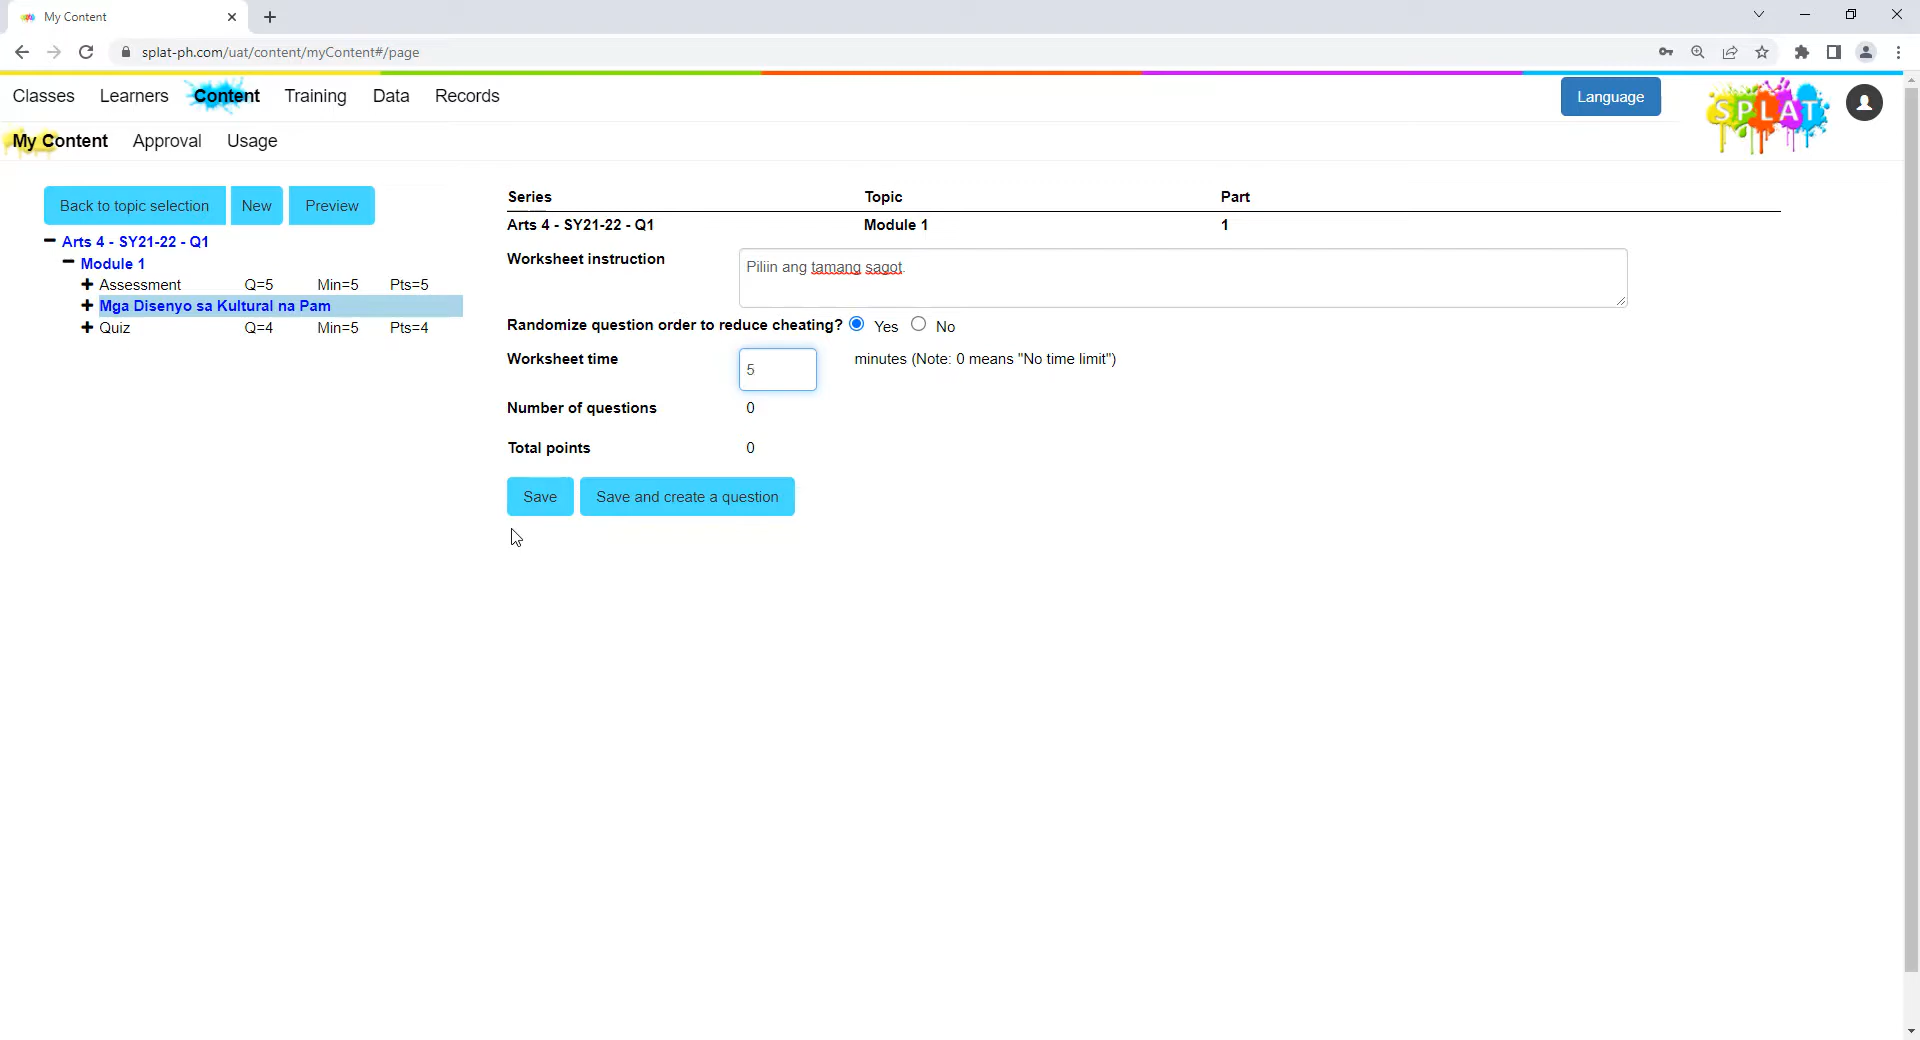 My Content
splat-ph.com/uat/content/myContent#/page
Classes Learners Content Training Data Records Language SPLAT
My Content Approval Usage
Back to topic selection New Preview
Arts 4 - SY21-22 - Q1
Module 1
Assessment Q=5 Min=5 Pts=5
Mga Disenyo sa Kultural na Pam
Quiz Q=4 Min=5 Pts=4
Series Topic Part
Arts 4 - SY21-22 - Q1 Module 1 1
Worksheet instruction Piliin ang tamang sagot.
Randomize question order to reduce cheating? Yes No
Worksheet time 5 minutes (Note: 0 means "No time limit")
Number of questions 0
Total points 0
Save Save and create a question